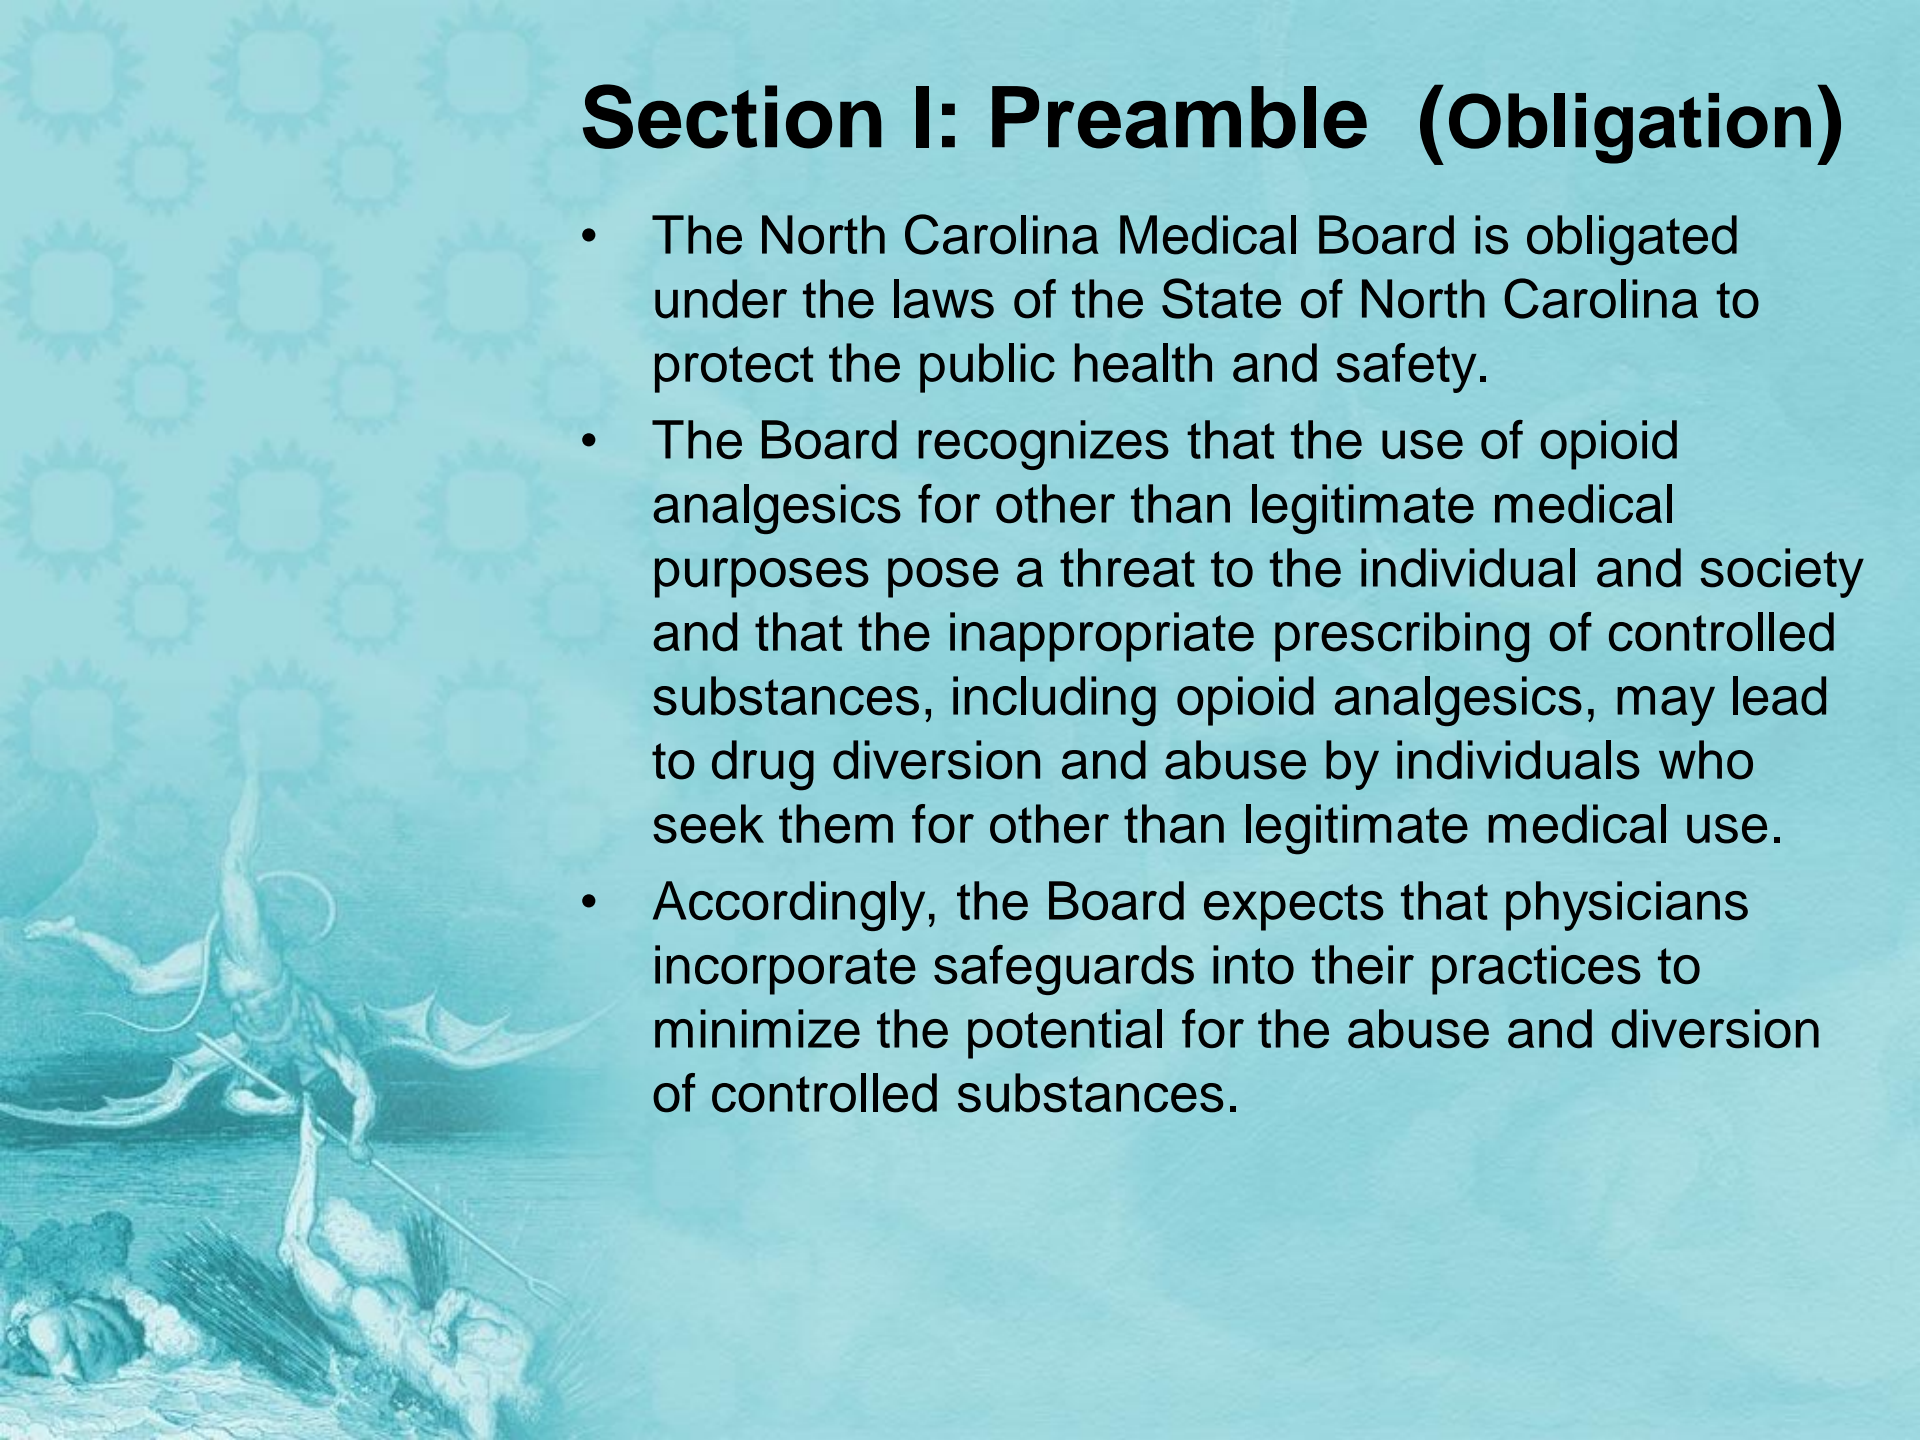 Section I: Preamble (Obligation)
• The North Carolina Medical Board is obligated
under the laws of the State of North Carolina to
protect the public health and safety.
• The Board recognizes that the use of opioid
analgesics for other than legitimate medical
purposes pose a threat to the individual and society
and that the inappropriate prescribing of controlled
substances, including opioid analgesics, may lead
to drug diversion and abuse by individuals who
seek them for other than legitimate medical use.
• Accordingly, the Board expects that physicians
incorporate safeguards into their practices to
minimize the potential for the abuse and diversion
of controlled substances.